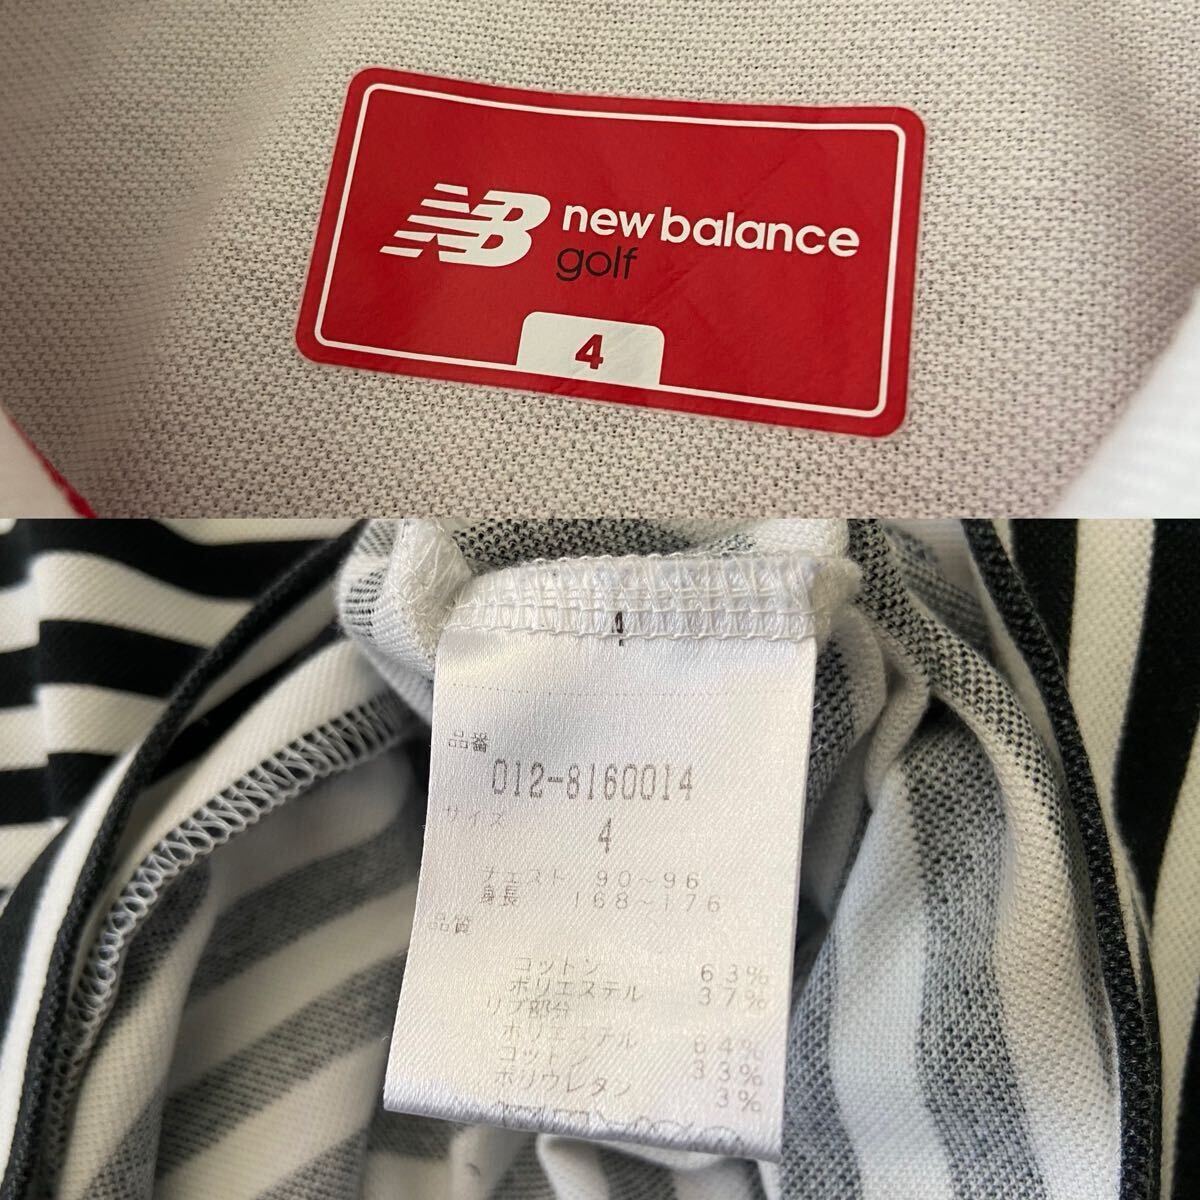 NB new balance
golf
4
4
品番
012-8160014
サイズ
4
チェスト 90~96
身長 168~176
品質
コットン 63%
ポリエステル 37%
リブ部分
ポリエステル 64%
コットン 33%
ポリウレタン 3%